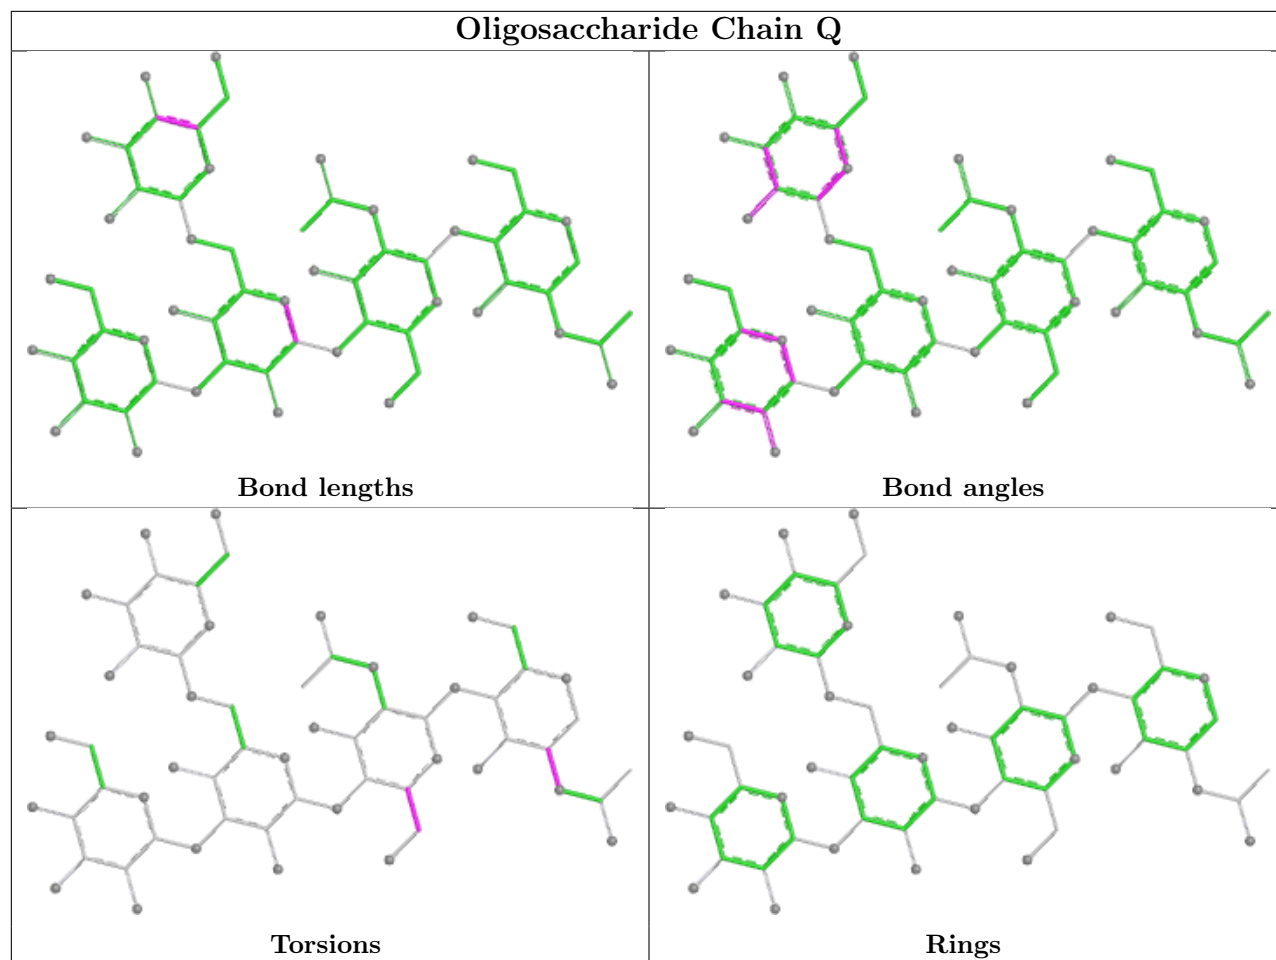 Oligosaccharide Chain Q
Bond lengths
Bond angles
Torsions
Rings